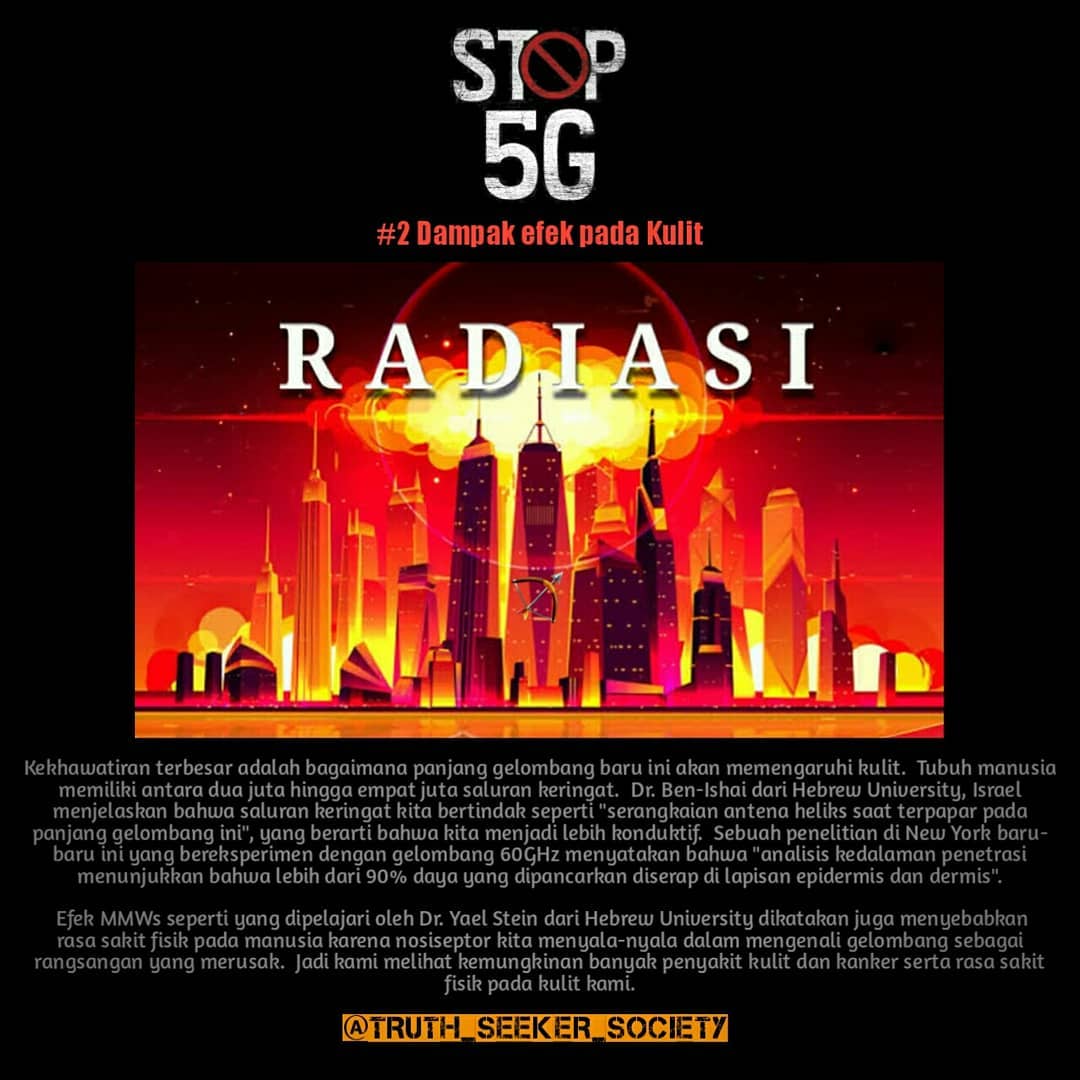 STOP
5G
#2 Dampak efek pada Kulit
RADIASI
Kekhawatiran terbesar adalah bagaimana panjang gelombang baru ini akan memengaruhi kulit. Tubuh manusia
memiliki antara dua juta hingga empat juta saluran keringat. Dr. Ben-Ishai dari Hebrew University, Israel
menjelaskan bahwa saluran keringat kita bertindak seperti "serangkaian antena heliks saat terpapar pada
panjang gelombang ini", yang berarti bahwa kita menjadi lebih konduktif. Sebuah penelitian di New York baru-
baru ini yang bereksperimen dengan gelombang 60GHz menyatakan bahwa "analisis kedalaman penetrasi
menunjukkan bahwa lebih dari 90% daya yang dipancarkan diserap di lapisan epidermis dan dermis".
Efek MMWs seperti yang dipelajari oleh Dr. Yael Stein dari Hebrew University dikatakan juga menyebabkan
rasa sakit fisik pada manusia karena nosiseptor kita menyala-nyala dalam mengenali gelombang sebagai
rangsangan yang merusak. Jadi kami melihat kemungkinan banyak penyakit kulit dan kanker serta rasa sakit
fisik pada kulit kami.
@TRUTH_SEEKER_SOCIETY